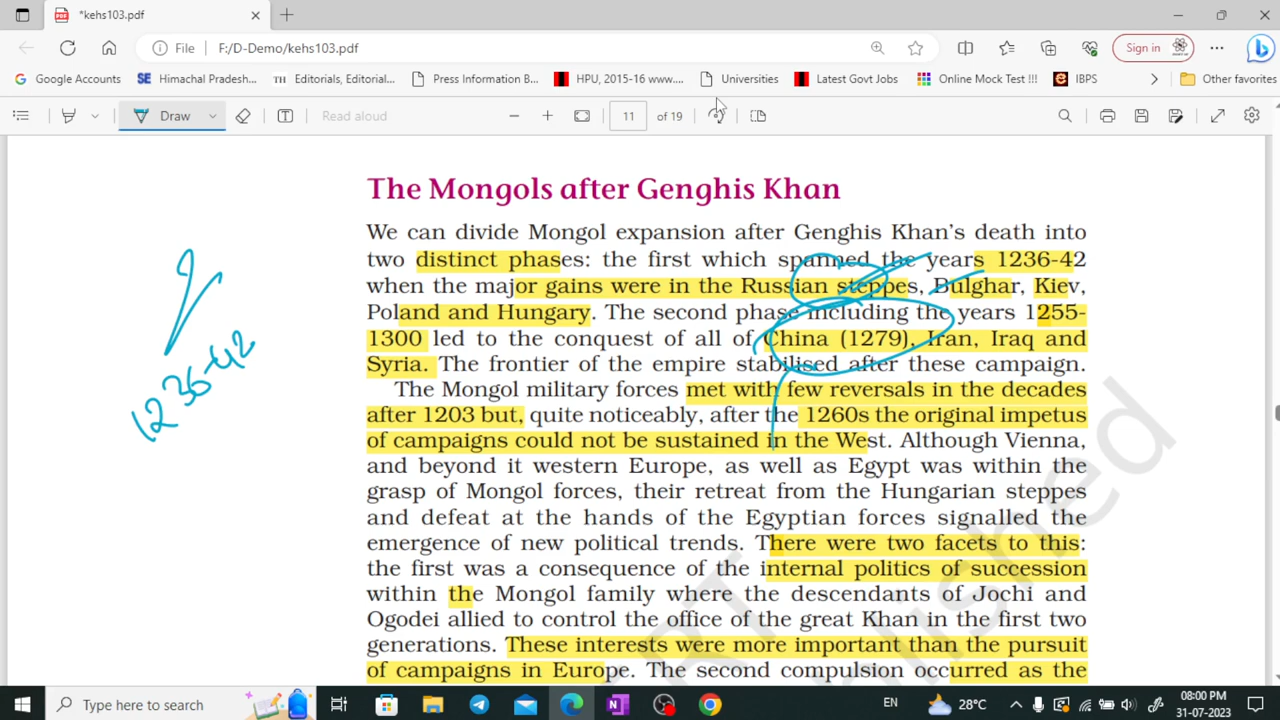 *kehs103.pdf
File F:/D-Demo/kehs103.pdf Sign in
Google Accounts SE Himachal Pradesh... TH Editorials, Editorial... Press Information B... HPU, 2015-16 www.... Universities Latest Govt Jobs Online Mock Test !!! IBPS Other favorites
Draw Read aloud 11 of 19
The Mongols after Genghis Khan
We can divide Mongol expansion after Genghis Khan's death into
two distinct phases: the first which spanned the years 1236-42
when the major gains were in the Russian steppes, Bulghar, Kiev,
Poland and Hungary. The second phase including the years 1255-
1300 led to the conquest of all of China (1279), Iran, Iraq and
Syria. The frontier of the empire stabilised after these campaign.
The Mongol military forces met with few reversals in the decades
after 1203 but, quite noticeably, after the 1260s the original impetus
of campaigns could not be sustained in the West. Although Vienna,
and beyond it western Europe, as well as Egypt was within the
grasp of Mongol forces, their retreat from the Hungarian steppes
and defeat at the hands of the Egyptian forces signalled the
emergence of new political trends. There were two facets to this:
the first was a consequence of the internal politics of succession
within the Mongol family where the descendants of Jochi and
Ogodei allied to control the office of the great Khan in the first two
generations. These interests were more important than the pursuit
of campaigns in Europe. The second compulsion occurred as the
1236-42
Type here to search EN 28°C 08:00 PM
31-07-2023